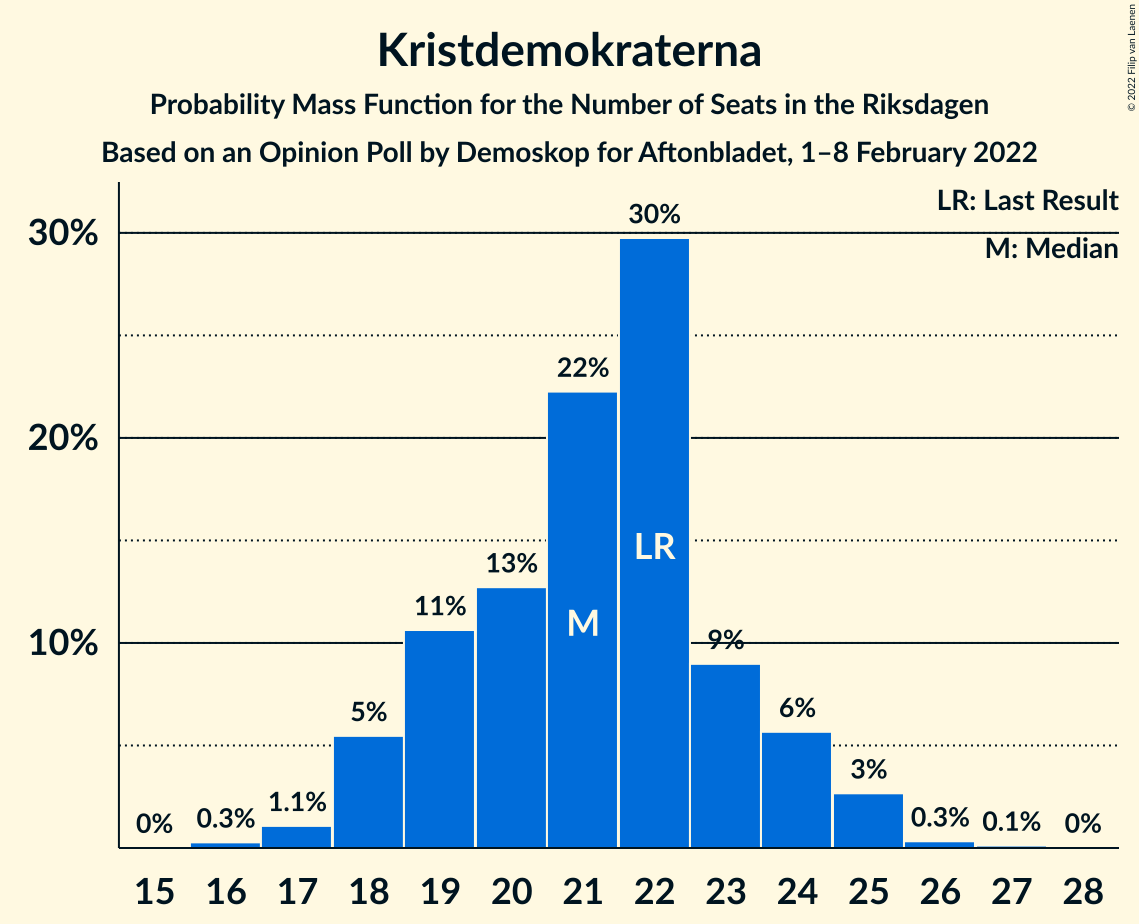 Kristdemokraterna
Probability Mass Function for the Number of Seats in the Riksdagen
Based on an Opinion Poll by Demoskop for Aftonbladet, 1–8 February 2022
© 2022 Filip van Laenen
LR: Last Result
M: Median
30%
20%
10%
0%
0.3%
1.1%
5%
11%
13%
22%
30%
9%
6%
3%
0.3%
0.1%
0%
M
LR
15 16 17 18 19 20 21 22 23 24 25 26 27 28